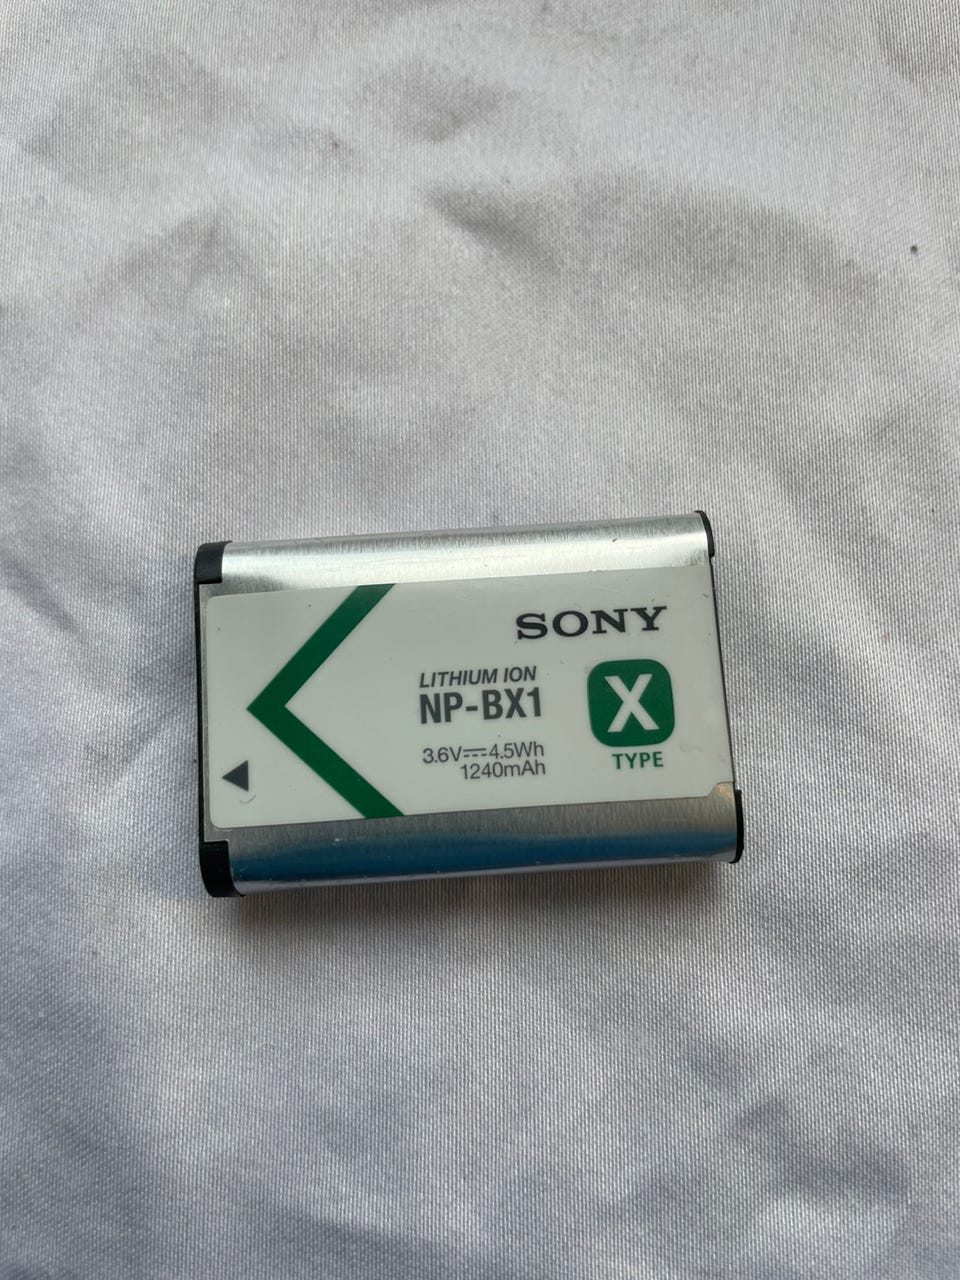 SONY
LITHIUM ION
NP-BX1
X
TYPE
3.6V⎓4.5Wh
1240mAh